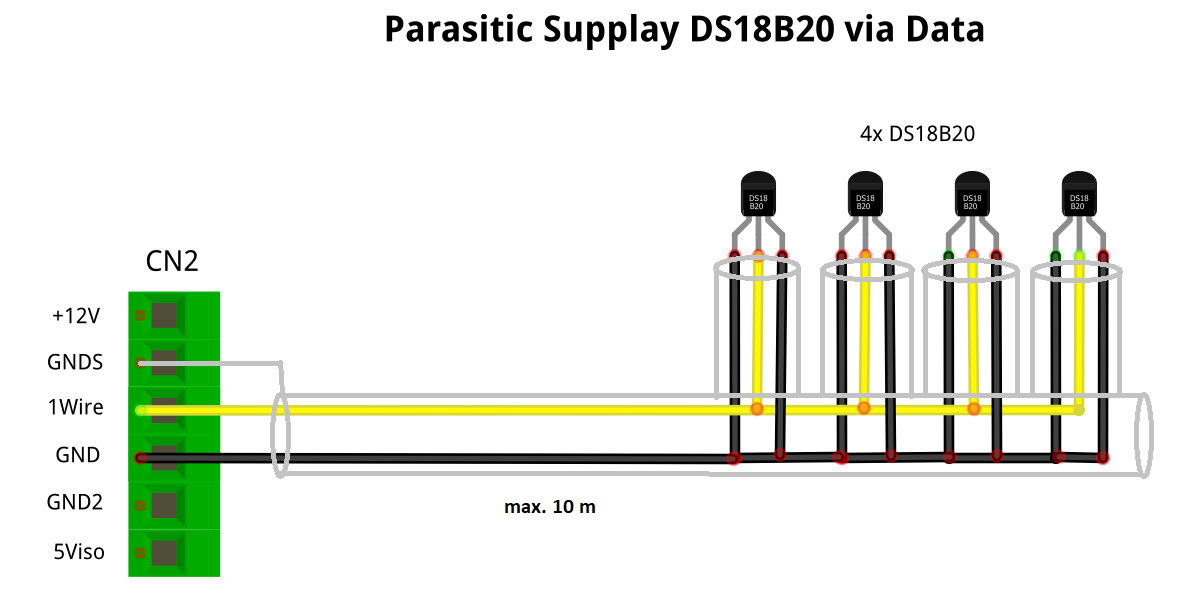 Parasitic Supplay DS18B20 via Data
4x DS18B20
DS18
B20
DS18
B20
DS18
B20
DS18
B20
CN2
+12V
GNDS
1Wire
GND
GND2
5Viso
max. 10 m